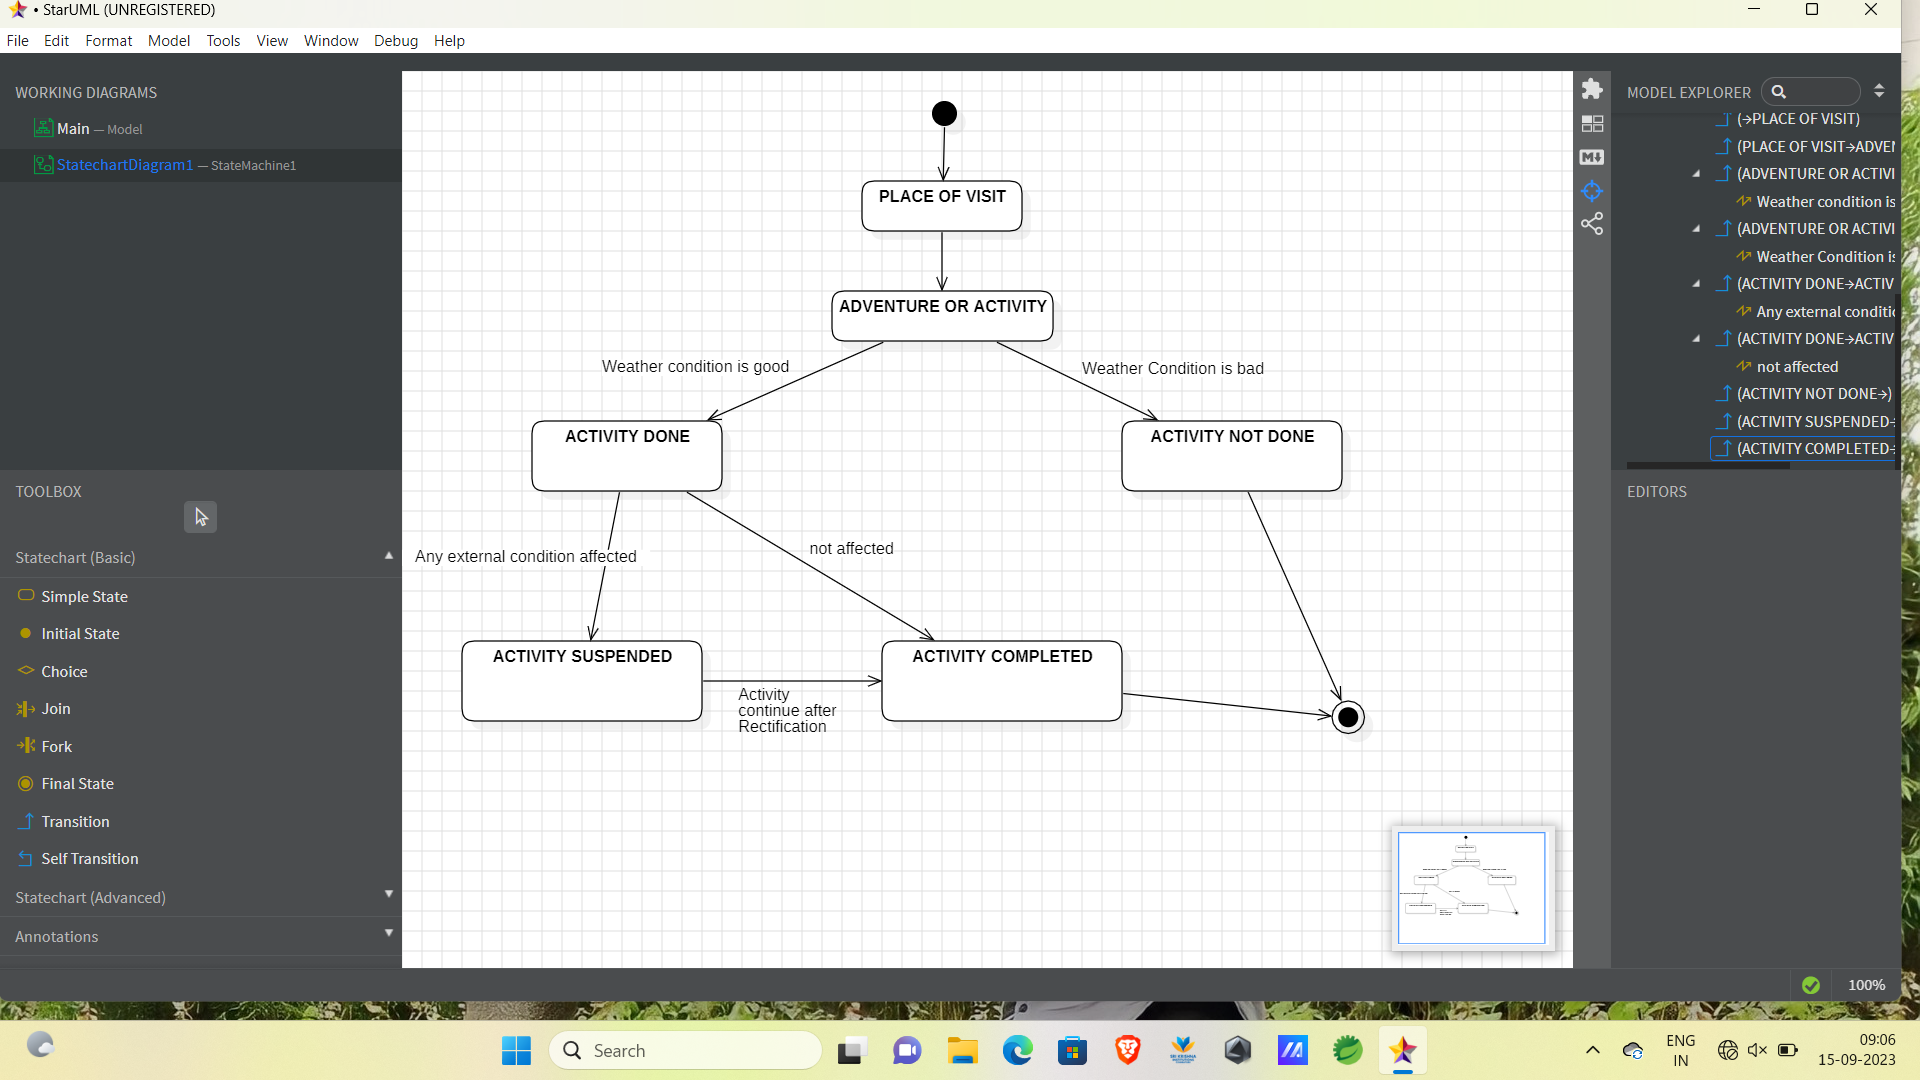 • StarUML (UNREGISTERED)
File Edit Format Model Tools View Window Debug Help
WORKING DIAGRAMS
Main — Model
StatechartDiagram1 — StateMachine1
TOOLBOX
Statechart (Basic)
Simple State
Initial State
Choice
Join
Fork
Final State
Transition
Self Transition
Statechart (Advanced)
Annotations
PLACE OF VISIT
ADVENTURE OR ACTIVITY
Weather condition is good
Weather Condition is bad
ACTIVITY DONE
ACTIVITY NOT DONE
Any external condition affected
not affected
ACTIVITY SUSPENDED
ACTIVITY COMPLETED
Activity
continue after
Rectification
MODEL EXPLORER
(→PLACE OF VISIT)
(PLACE OF VISIT→ADVEN
(ADVENTURE OR ACTIVI
Weather condition is
(ADVENTURE OR ACTIVI
Weather Condition is
(ACTIVITY DONE→ACTIV
Any external conditio
(ACTIVITY DONE→ACTIV
not affected
(ACTIVITY NOT DONE→)
(ACTIVITY SUSPENDED→
(ACTIVITY COMPLETED→
EDITORS
100%
Search
ENG
IN
09:06
15-09-2023